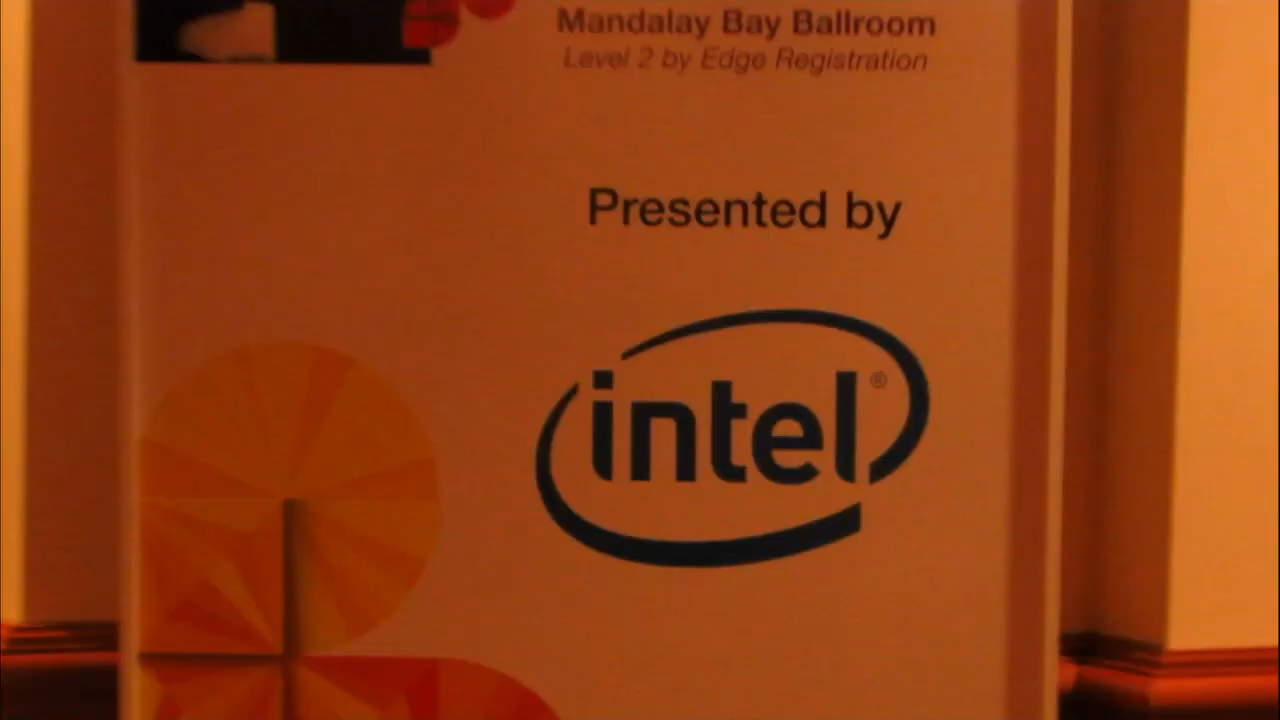 Mandalay Bay Ballroom
Level 2 by Edge Registration
Presented by
intel®